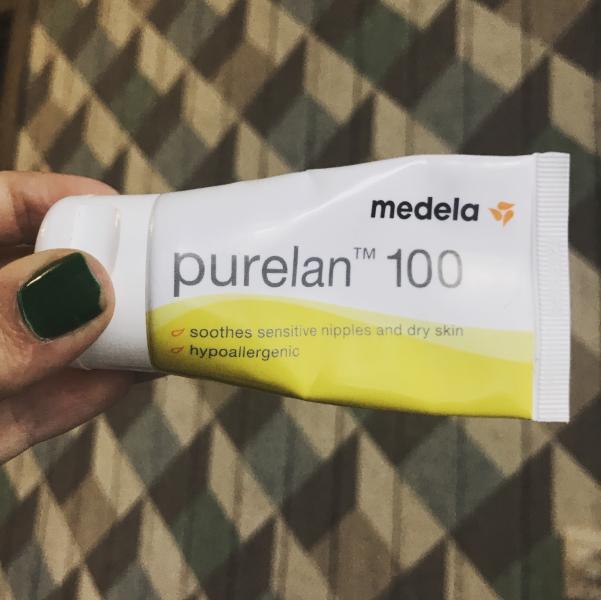 medela
purelan™ 100
soothes sensitive nipples and dry skin
hypoallergenic